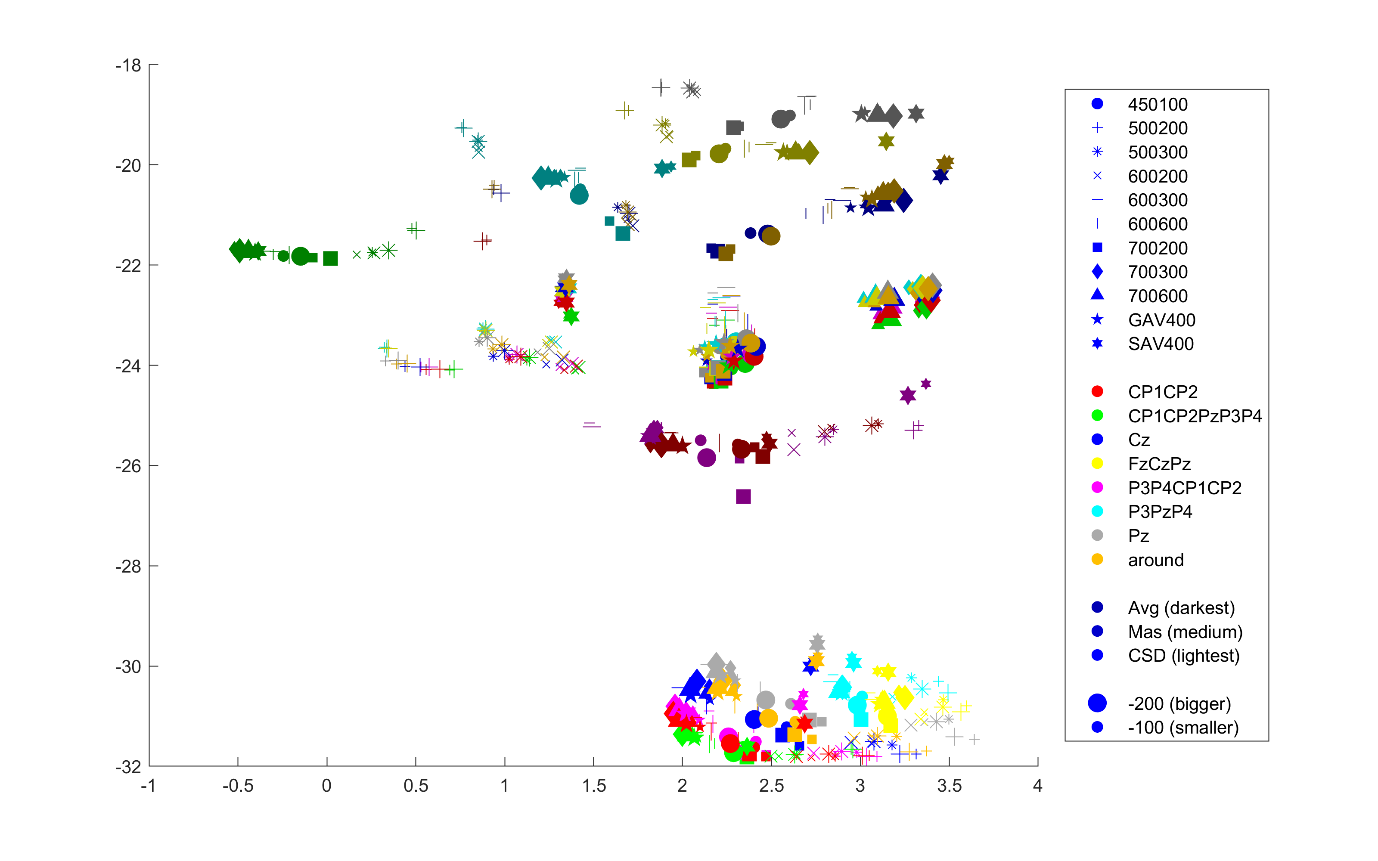 -18
-20
-22
-24
-26
-28
-30
-32
-1
-0.5
0
0.5
1
1.5
2
2.5
3
3.5
4
450100
500200
500300
600200
600300
600600
700200
700300
700600
GAV400
SAV400
CP1CP2
CP1CP2PzP3P4
Cz
FzCzPz
P3P4CP1CP2
P3PzP4
Pz
around
Avg (darkest)
Mas (medium)
CSD (lightest)
-200 (bigger)
-100 (smaller)